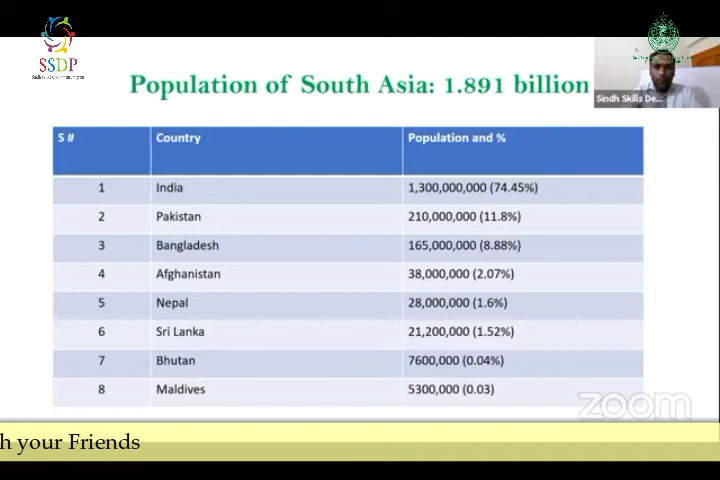 SSDP
Population of South Asia: 1.891 billion
Sindh Skills De...
S # Country Population and %
1 India 1,300,000,000 (74.45%)
2 Pakistan 210,000,000 (11.8%)
3 Bangladesh 165,000,000 (8.88%)
4 Afghanistan 38,000,000 (2.07%)
5 Nepal 28,000,000 (1.6%)
6 Sri Lanka 21,200,000 (1.52%)
7 Bhutan 7600,000 (0.04%)
8 Maldives 5300,000 (0.03)
zoom
h your Friends